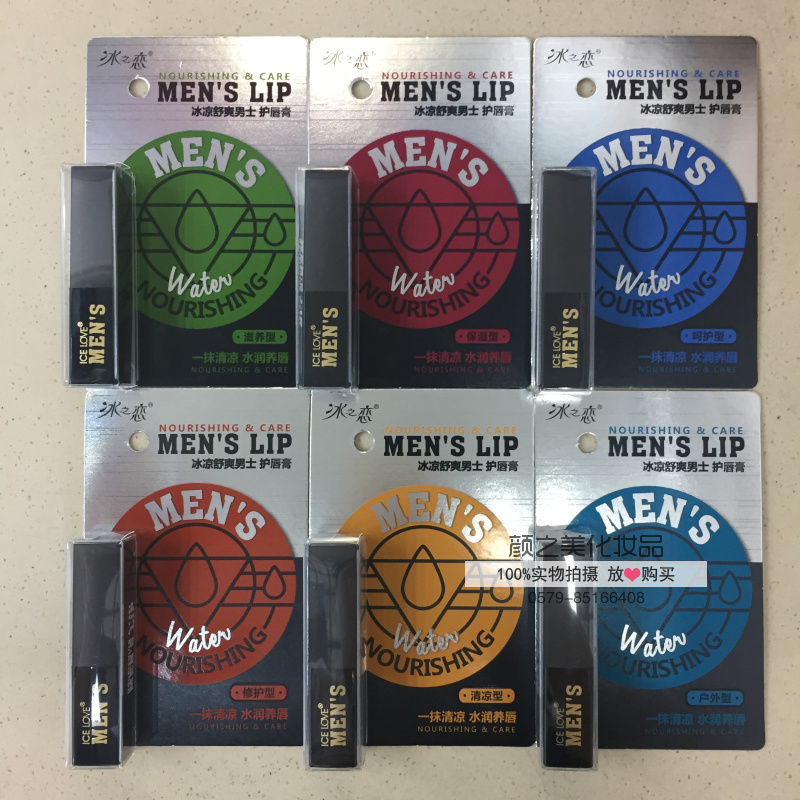 冰之恋®
NOURISHING & CARE
MEN'S LIP
冰凉舒爽男士 护唇膏
MEN'S
Water
NOURISHING
·滋养型·
一抹清凉 水润养唇
NOURISHING & CARE
ICE LOVE®
MEN'S
冰之恋®
NOURISHING & CARE
MEN'S LIP
冰凉舒爽男士 护唇膏
MEN'S
Water
NOURISHING
·保湿型·
一抹清凉 水润养唇
NOURISHING & CARE
ICE LOVE®
MEN'S
冰之恋®
NOURISHING & CARE
MEN'S LIP
冰凉舒爽男士 护唇膏
MEN'S
Water
NOURISHING
·呵护型·
一抹清凉 水润养唇
NOURISHING & CARE
ICE LOVE®
MEN'S
冰之恋®
NOURISHING & CARE
MEN'S LIP
冰凉舒爽男士 护唇膏
MEN'S
Water
NOURISHING
·修护型·
一抹清凉 水润养唇
NOURISHING & CARE
ICE LOVE®
MEN'S
冰之恋®
NOURISHING & CARE
MEN'S LIP
冰凉舒爽男士 护唇膏
MEN'S
Water
NOURISHING
·清凉型·
一抹清凉 水润养唇
NOURISHING & CARE
ICE LOVE®
MEN'S
冰之恋®
NOURISHING & CARE
MEN'S LIP
冰凉舒爽男士 护唇膏
MEN'S
Water
NOURISHING
·户外型·
一抹清凉 水润养唇
NOURISHING & CARE
ICE LOVE®
MEN'S
颜之美化妆品
100%实物拍摄 放❤购买
0579-85166408